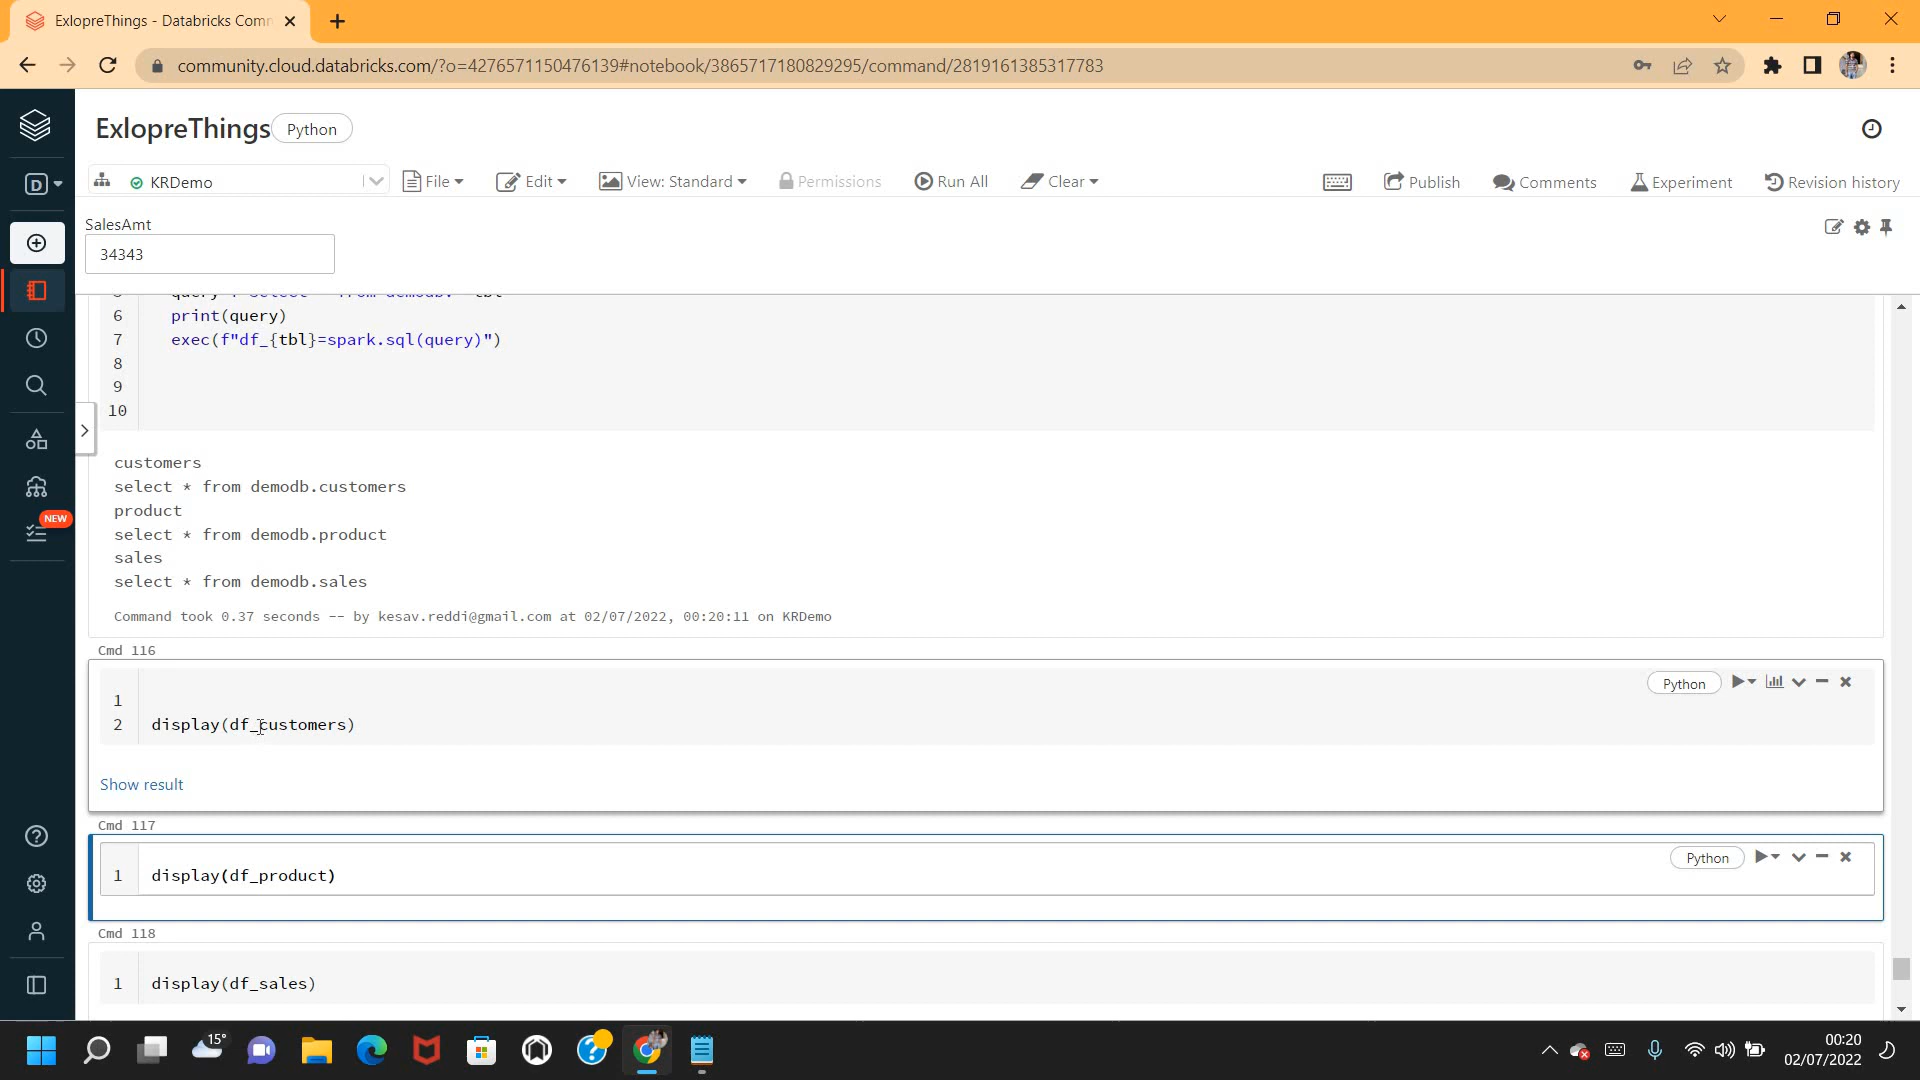 ExlopreThings - Databricks Comm
community.cloud.databricks.com/?o=4276571150476139#notebook/3865717180829295/command/2819161385317783
ExlopreThings Python
D KRDemo File Edit View: Standard Permissions Run All Clear Publish Comments Experiment Revision history
SalesAmt
34343
6 print(query)
7 exec(f"df_{tbl}=spark.sql(query)")
8
9
10
customers
select * from demodb.customers
product
select * from demodb.product
NEW
sales
select * from demodb.sales
Command took 0.37 seconds -- by kesav.reddi@gmail.com at 02/07/2022, 00:20:11 on KRDemo
Cmd 116
Python
1
2 display(df_customers)
Show result
Cmd 117
Python
1 display(df_product)
Cmd 118
1 display(df_sales)
15°
00:20
02/07/2022